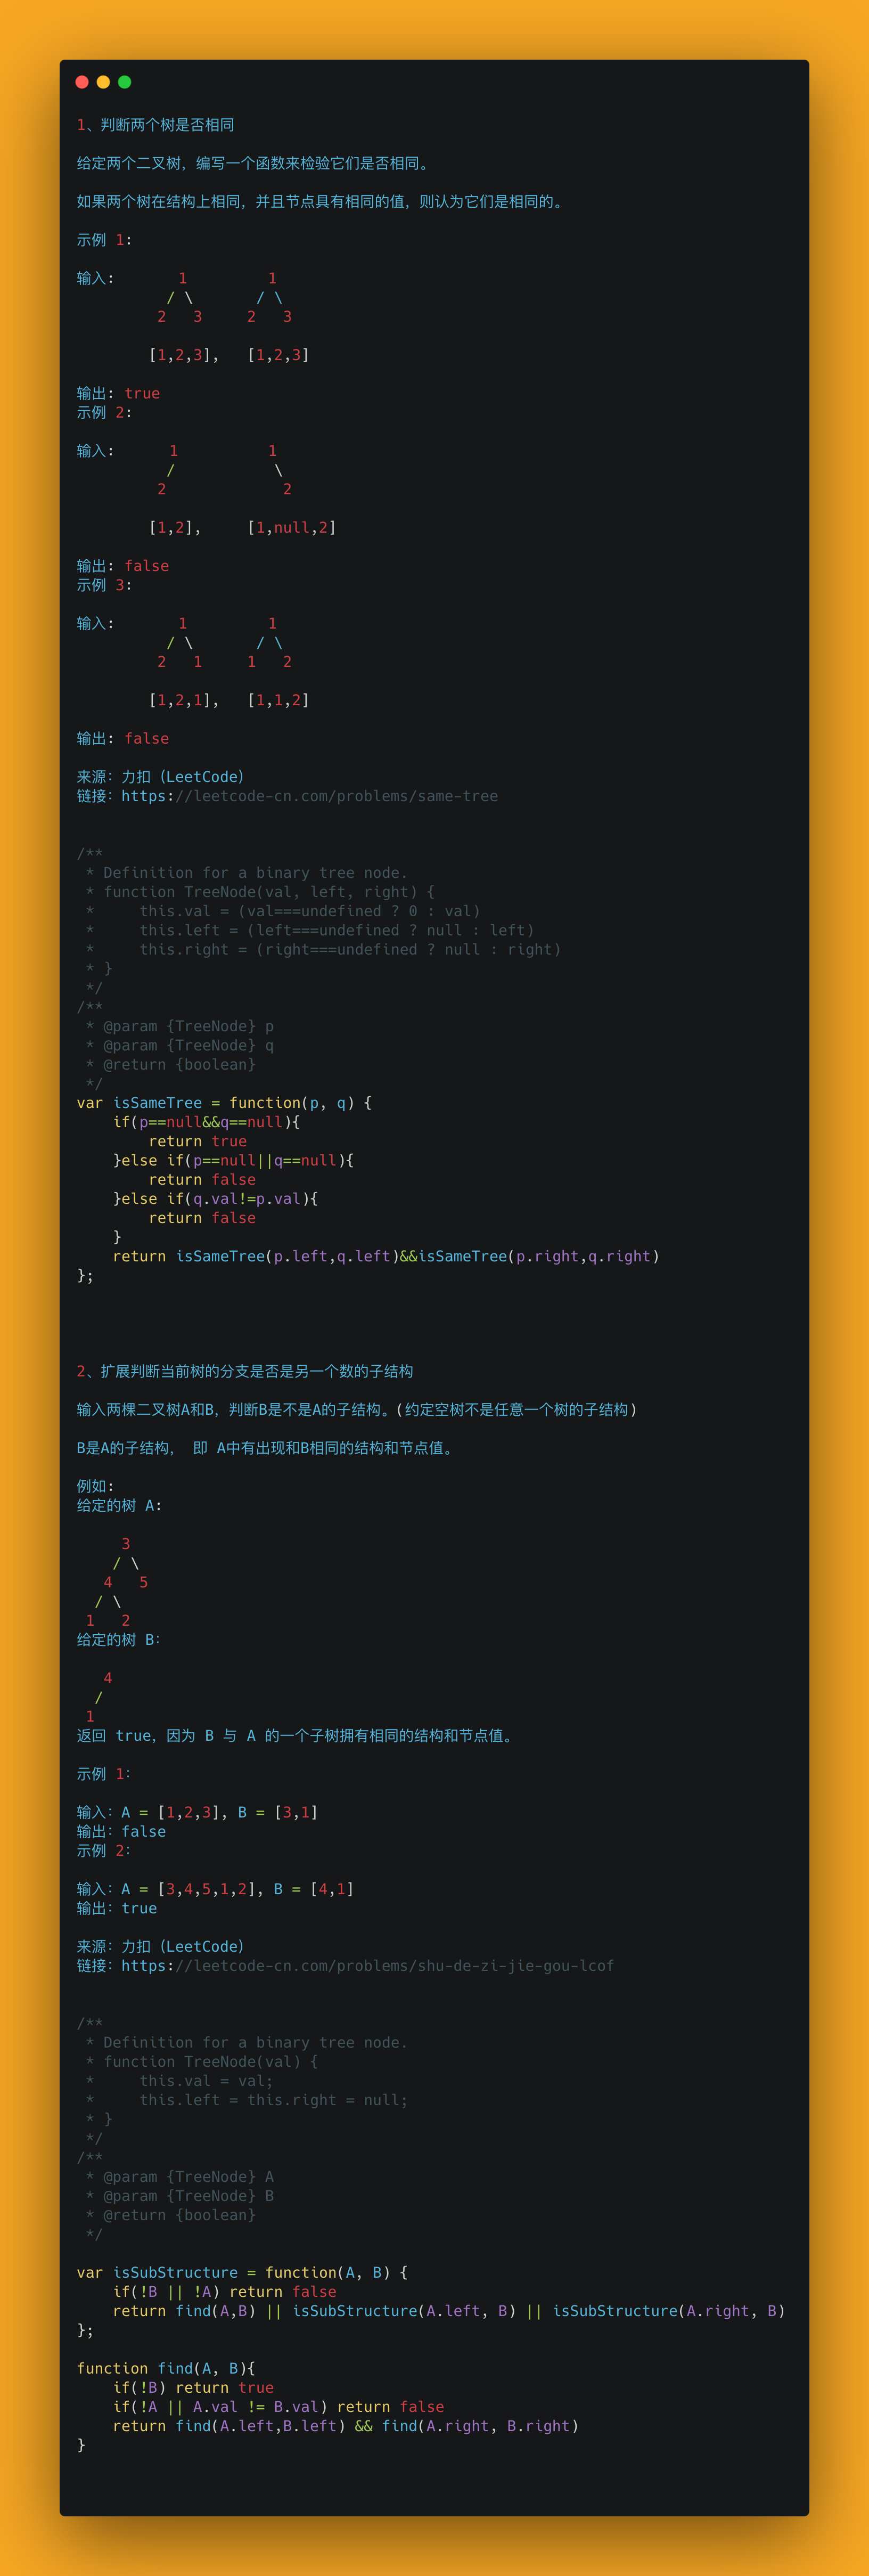 1、判断两个树是否相同
给定两个二叉树，编写一个函数来检验它们是否相同。
如果两个树在结构上相同，并且节点具有相同的值，则认为它们是相同的。
示例 1:
输入:       1         1
          / \       / \
         2   3     2   3
        [1,2,3],   [1,2,3]
输出: true
示例 2:
输入:      1          1
          /           \
         2             2
        [1,2],     [1,null,2]
输出: false
示例 3:
输入:       1         1
          / \       / \
         2   1     1   2
        [1,2,1],   [1,1,2]
输出: false
来源：力扣（LeetCode）
链接：https://leetcode-cn.com/problems/same-tree
/**
 * Definition for a binary tree node.
 * function TreeNode(val, left, right) {
 *     this.val = (val===undefined ? 0 : val)
 *     this.left = (left===undefined ? null : left)
 *     this.right = (right===undefined ? null : right)
 * }
 */
/**
 * @param {TreeNode} p
 * @param {TreeNode} q
 * @return {boolean}
 */
var isSameTree = function(p, q) {
    if(p==null&&q==null){
        return true
    }else if(p==null||q==null){
        return false
    }else if(q.val!=p.val){
        return false
    }
    return isSameTree(p.left,q.left)&&isSameTree(p.right,q.right)
};
2、扩展判断当前树的分支是否是另一个数的子结构
输入两棵二叉树A和B，判断B是不是A的子结构。(约定空树不是任意一个树的子结构)
B是A的子结构， 即 A中有出现和B相同的结构和节点值。
例如:
给定的树 A:
     3
    / \
   4   5
  / \
 1   2
给定的树 B：
   4
  /
 1
返回 true，因为 B 与 A 的一个子树拥有相同的结构和节点值。
示例 1：
输入：A = [1,2,3], B = [3,1]
输出：false
示例 2：
输入：A = [3,4,5,1,2], B = [4,1]
输出：true
来源：力扣（LeetCode）
链接：https://leetcode-cn.com/problems/shu-de-zi-jie-gou-lcof
/**
 * Definition for a binary tree node.
 * function TreeNode(val) {
 *     this.val = val;
 *     this.left = this.right = null;
 * }
 */
/**
 * @param {TreeNode} A
 * @param {TreeNode} B
 * @return {boolean}
 */
var isSubStructure = function(A, B) {
    if(!B || !A) return false
    return find(A,B) || isSubStructure(A.left, B) || isSubStructure(A.right, B)
};
function find(A, B){
    if(!B) return true
    if(!A || A.val != B.val) return false
    return find(A.left,B.left) && find(A.right, B.right)
}